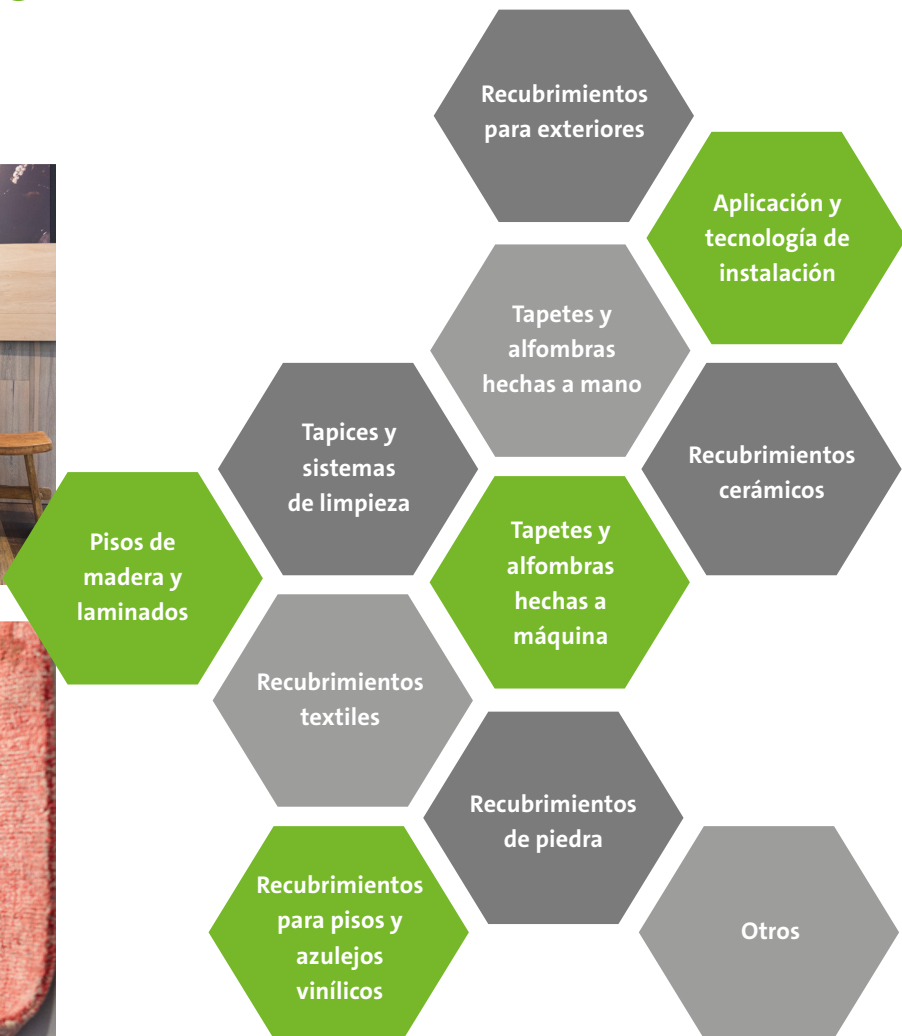 Recubrimientos
para exteriores
Aplicación y
tecnología de
instalación
Tapetes y
alfombras
hechas a mano
Tapices y
sistemas
de limpieza
Recubrimientos
cerámicos
Pisos de
madera y
laminados
Tapetes y
alfombras
hechas a
máquina
Recubrimientos
textiles
Recubrimientos
de piedra
Recubrimientos
para pisos y
azulejos
vinílicos
Otros